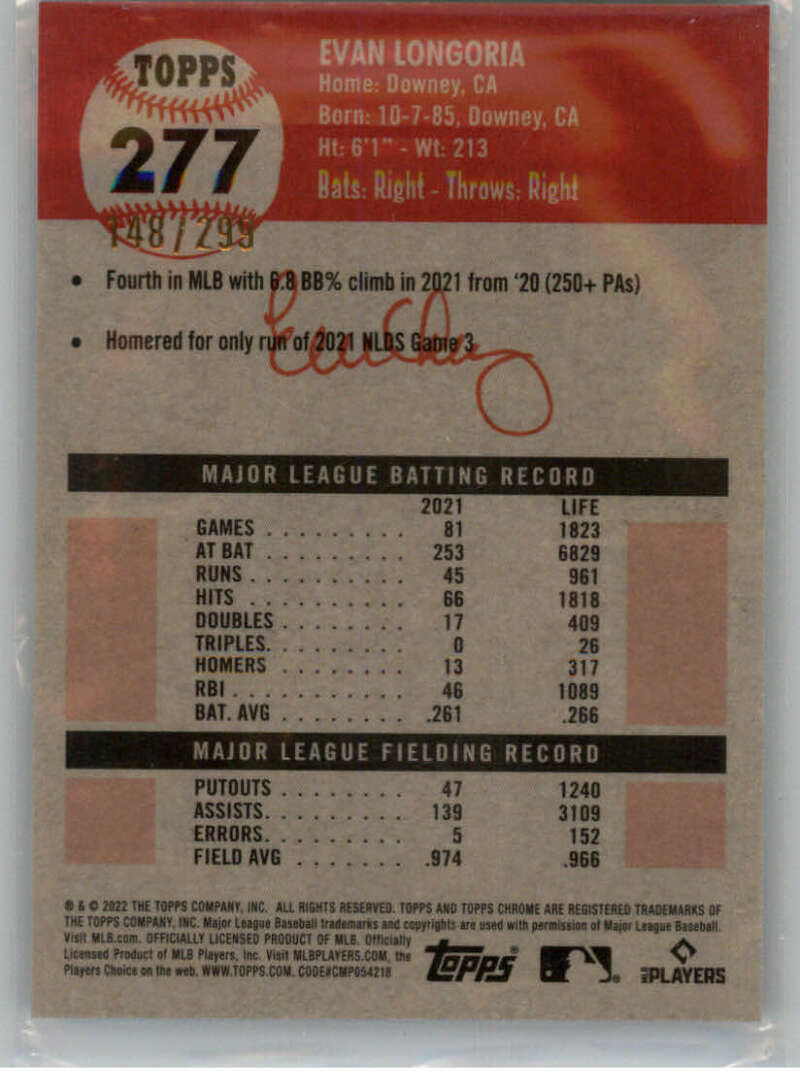 TOPPS
277
148/299
EVAN LONGORIA
Home: Downey, CA
Born: 10-7-85, Downey, CA
Ht: 6'1" - Wt: 213
Bats: Right - Throws: Right
• Fourth in MLB with 6.8 BB% climb in 2021 from '20 (250+ PAs)
• Homered for only run of 2021 NLDS Game 3
MAJOR LEAGUE BATTING RECORD
2021 LIFE
GAMES . . . . . . . . . 81 1823
AT BAT . . . . . . . . . 253 6829
RUNS . . . . . . . . . . 45 961
HITS . . . . . . . . . . 66 1818
DOUBLES . . . . . . . . 17 409
TRIPLES. . . . . . . . . 0 26
HOMERS . . . . . . . . 13 317
RBI . . . . . . . . . . . 46 1089
BAT. AVG . . . . . . . . .261 .266
MAJOR LEAGUE FIELDING RECORD
PUTOUTS . . . . . . . . 47 1240
ASSISTS. . . . . . . . . 139 3109
ERRORS. . . . . . . . . 5 152
FIELD AVG . . . . . . . .974 .966
® & © 2022 THE TOPPS COMPANY, INC. ALL RIGHTS RESERVED. TOPPS AND TOPPS CHROME ARE REGISTERED TRADEMARKS OF
THE TOPPS COMPANY, INC. Major League Baseball trademarks and copyrights are used with permission of Major League Baseball.
Visit MLB.com. OFFICIALLY LICENSED PRODUCT OF MLB. Officially
Licensed Product of MLB Players, Inc. Visit MLBPLAYERS.COM, the
Players Choice on the web. WWW.TOPPS.COM. CODE#CMP054218
Topps®
MLB PLAYERS